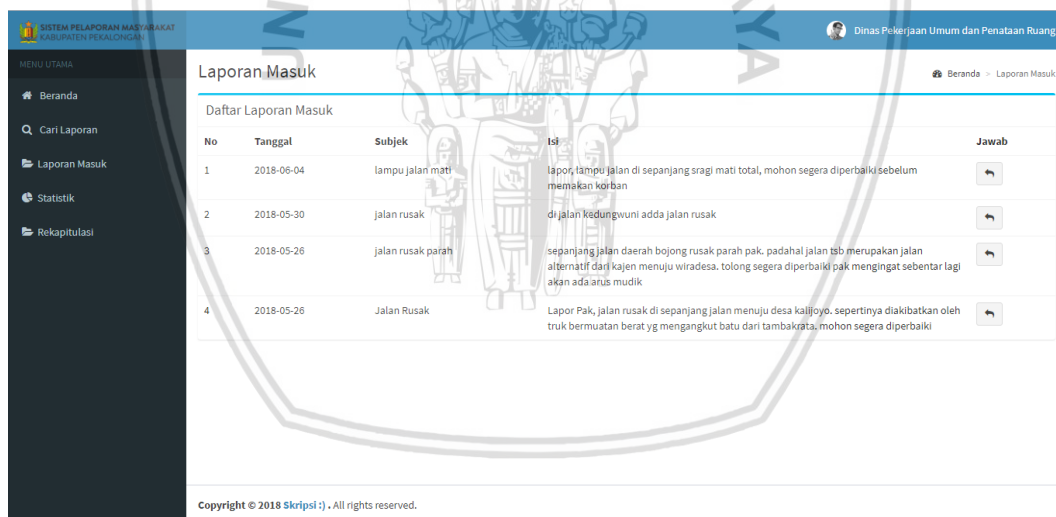 SISTEM PELAPORAN MASYARAKAT
KABUPATEN PEKALONGAN
Dinas Pekerjaan Umum dan Penataan Ruang
MENU UTAMA
Beranda
Cari Laporan
Laporan Masuk
Statistik
Rekapitulasi
Laporan Masuk
Beranda > Laporan Masuk
Daftar Laporan Masuk
No Tanggal Subjek Isi Jawab
1 2018-06-04 lampu jalan mati lapor, lampu jalan di sepanjang sragi mati total, mohon segera diperbaiki sebelum
memakan korban
2 2018-05-30 jalan rusak di jalan kedungwuni adda jalan rusak
3 2018-05-26 jalan rusak parah sepanjang jalan daerah bojong rusak parah pak. padahal jalan tsb merupakan jalan
alternatif dari kajen menuju wiradesa. tolong segera diperbaiki pak mengingat sebentar lagi
akan ada arus mudik
4 2018-05-26 Jalan Rusak Lapor Pak, jalan rusak di sepanjang jalan menuju desa kalijoyo. sepertinya diakibatkan oleh
truk bermuatan berat yg mengangkut batu dari tambakrata. mohon segera diperbaiki
Copyright © 2018 Skripsi :) . All rights reserved.